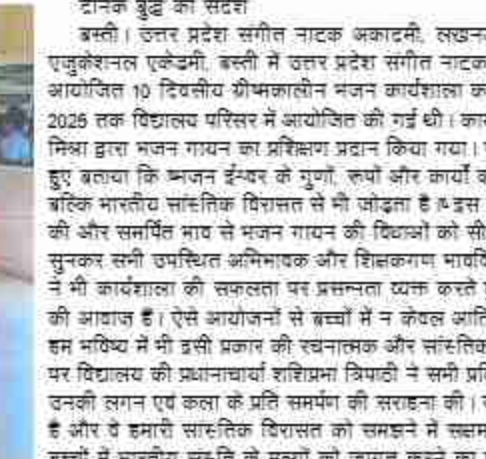 दैनिक बुद्ध का संदेश
बस्ती। उत्तर प्रदेश संगीत नाटक अकादमी, लखनऊ
एजुकेशनल एकेडमी, बस्ती में उत्तर प्रदेश संगीत नाटक
आयोजित 10 दिवसीय ग्रीष्मकालीन भजन कार्यशाला का
2025 तक विद्यालय परिसर में आयोजित की गई थी। कार्य
मिश्रा द्वारा भजन गायन का प्रशिक्षण प्रदान किया गया।
हुए बताया कि भ्भजन ईश्वर के गुणों, रूपों और कार्यों क
बल्कि भारतीय सांस्तिक विरासत से भी जोड़ता है इस
की और समर्पित भाव से भजन गायन की विधाओं को सी
सुनकर सभी उपस्थित अभिभावक और शिक्षकगण भाववि
ने भी कार्यशाला की सफलता पर प्रसन्नता व्यक्त करते
की आवाज है। ऐसे आयोजनों से बच्चों में न केवल आति
हम भविष्य में भी इसी प्रकार की रचनात्मक और सांस्तिक
पर विद्यालय की प्रधानाचार्या शशिप्रभा त्रिपाठी ने सभी प्रति
उनकी लगन एवं कला के प्रति समर्पण की सराहना की।
है और वे हमारी सांस्तिक विरासत को समझने में सक्षम
बच्चों में भारतीय संस्ति के मूल्यों को जाग्रत करने का